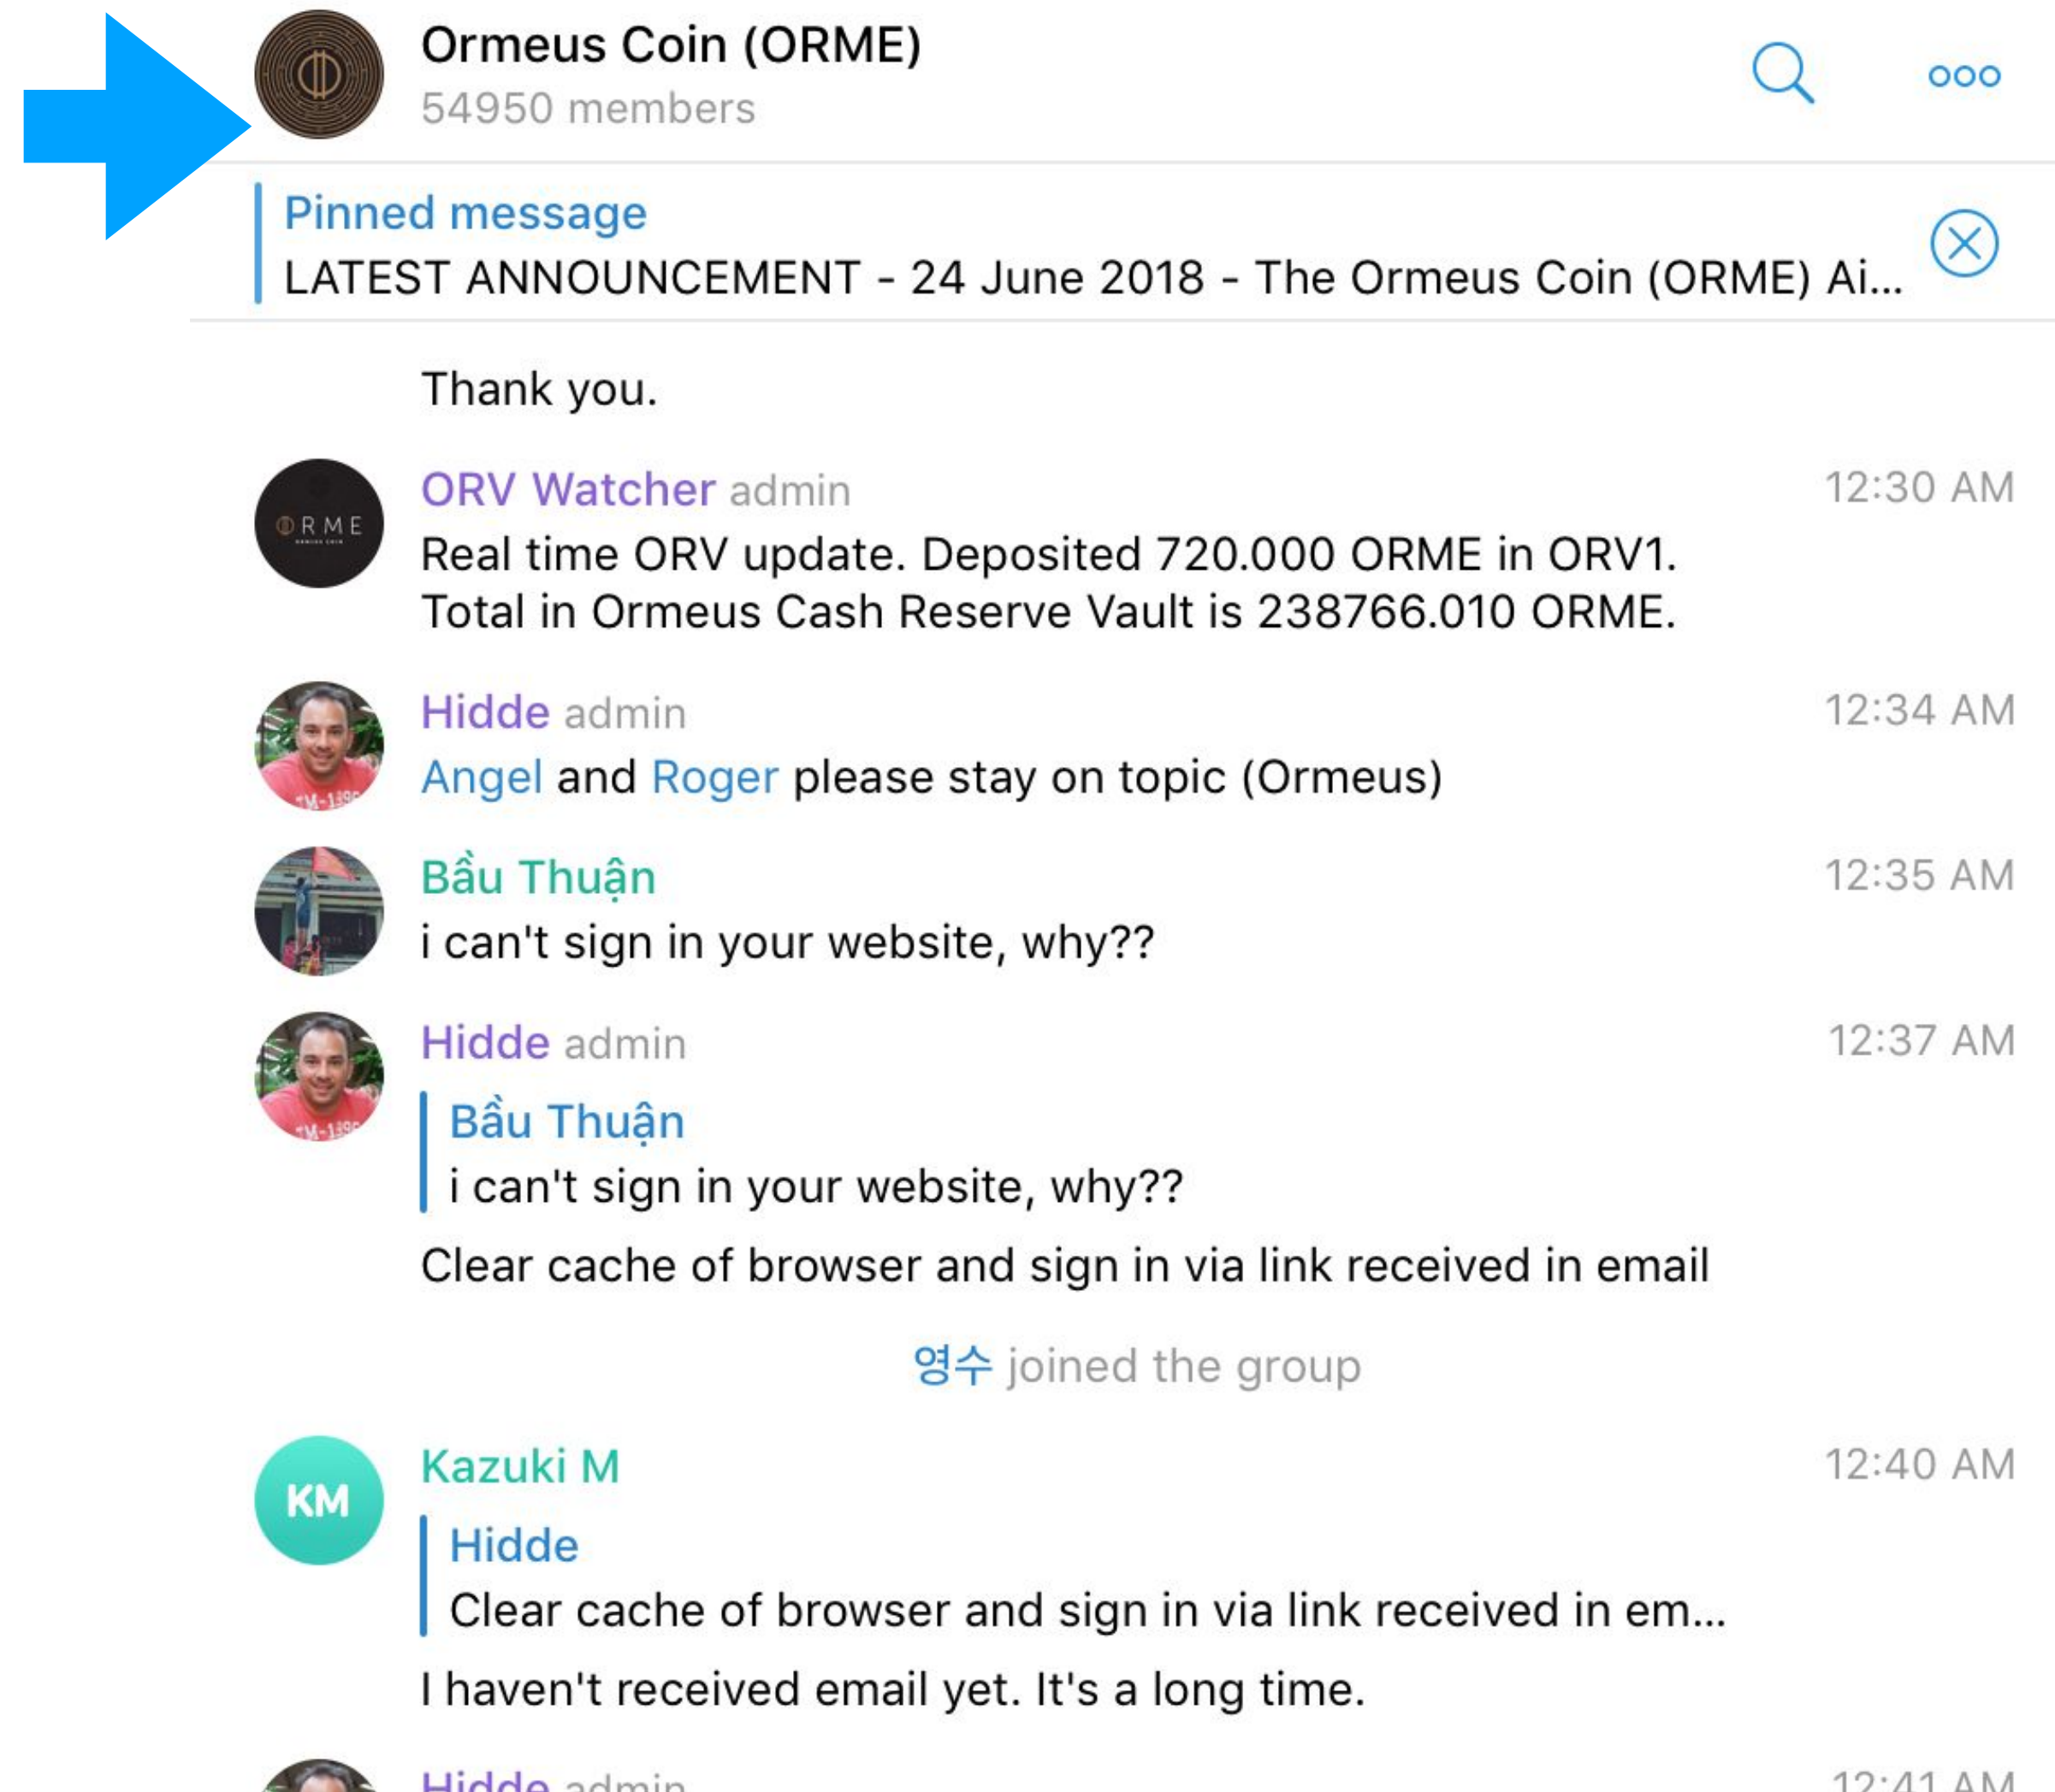 Ormeus Coin (ORME)
54950 members
Pinned message
LATEST ANNOUNCEMENT - 24 June 2018 - The Ormeus Coin (ORME) Ai...
Thank you.
ORME
ORV Watcher admin 12:30 AM
Real time ORV update. Deposited 720.000 ORME in ORV1.
Total in Ormeus Cash Reserve Vault is 238766.010 ORME.
Hidde admin 12:34 AM
Angel and Roger please stay on topic (Ormeus)
Bầu Thuận 12:35 AM
i can't sign in your website, why??
Hidde admin 12:37 AM
Bầu Thuận
i can't sign in your website, why??
Clear cache of browser and sign in via link received in email
영수 joined the group
KM
Kazuki M 12:40 AM
Hidde
Clear cache of browser and sign in via link received in em...
I haven't received email yet. It's a long time.
Hidde admin 12:41 AM